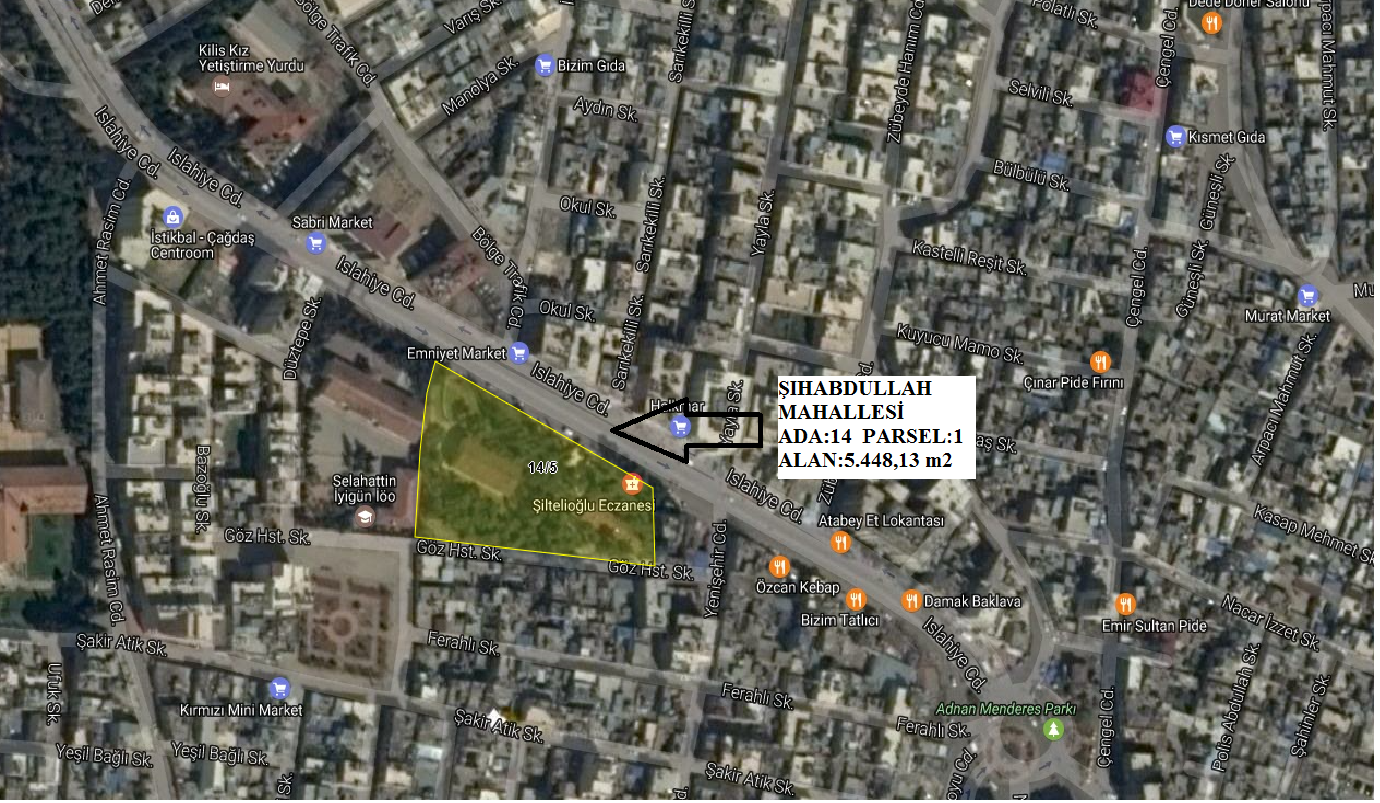 Dede Döner Salonu
Polatlı Sk.
Varış Sk.
Bölge Trafik Cd.
Sarıkekilli Sk.
Zübeyde Hanım Cd.
Çengel Cd.
Arpacı Mahmut Sk.
Kilis Kız
Yetiştirme Yurdu
Bizim Gıda
Manolya Sk.
Aydın Sk.
Selvili Sk.
Kısmet Gıda
Islahiye Cd.
Islahiye Cd.
Bülbülü Sk.
Güneşli Sk.
Ahmet Rasim Cd.
Okul Sk.
Sarıkekilli Sk.
Yayla Sk.
İstikbal - Çağdaş
Centroom
Sabri Market
Islahiye Cd.
Bölge Trafik Cd.
Kastelli Reşit Sk.
Çengel Cd.
Güneşli Sk.
Murat Market
Düztepe Sk.
Okul Sk.
Sarıkekilli Sk.
Kuyucu Mamo Sk.
Emniyet Market
Islahiye Cd.
Çınar Pide Fırını
Arpacı Mahmut Sk.
Yayla Sk.
ŞIHABDULLAH
MAHALLESİ
ADA:14 PARSEL:1
ALAN:5.448,13 m2
14/5
Bazoğlu Sk.
Selahattin
İyigün İöo
Şiltelioğlu Eczanesi
Islahiye Cd.
Ahmet Rasim Cd.
Göz Hst. Sk.
Göz Hst. Sk.
Göz Hst. Sk.
Yenişehir Cd.
Atabey Et Lokantası
Kasap Mehmet Sk.
Özcan Kebap
Bizim Tatlıcı
Damak Baklava
Emir Sultan Pide
Nacar İzzet Sk.
Şakir Atik Sk.
Ferahlı Sk.
Islahiye Cd.
Ufuk Sk.
Kırmızı Mini Market
Ferahlı Sk.
Adnan Menderes Parkı
Ferahlı Sk.
Çengel Cd.
Polis Abdullah Sk.
Şahinler Sk.
Şakir Atik Sk.
Yeşil Bağlı Sk.
Yeşil Bağlı Sk.
Şakir Atik Sk.